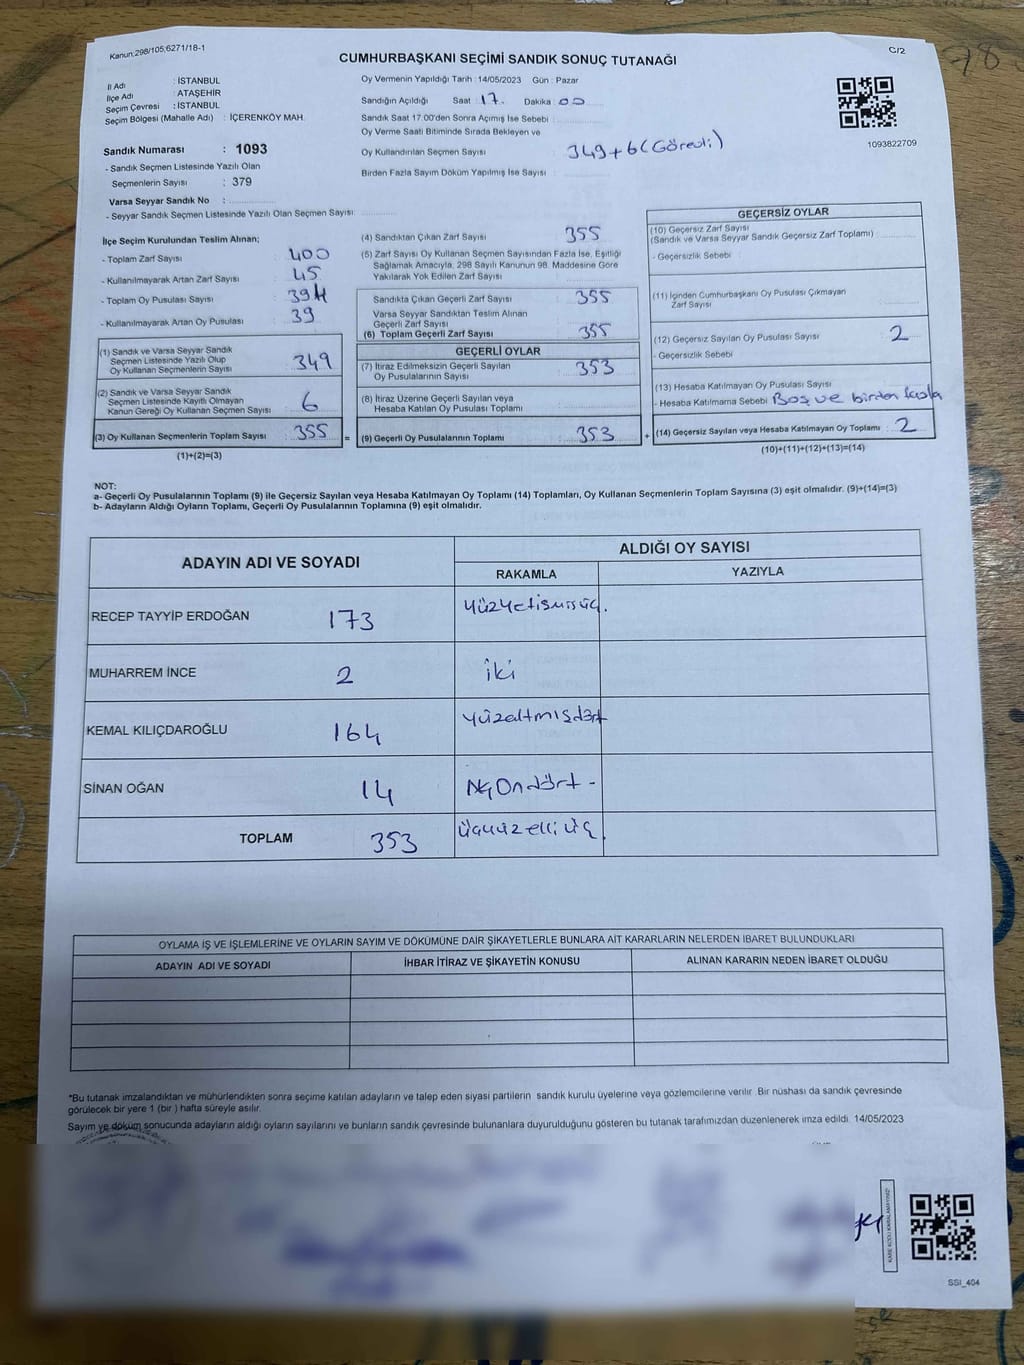 Kanun:298/105;6271/18-1
C/2
CUMHURBAŞKANI SEÇİMİ SANDIK SONUÇ TUTANAĞI
İl Adı : İSTANBUL
İlçe Adı : ATAŞEHİR
Seçim Çevresi : İSTANBUL
Seçim Bölgesi (Mahalle Adı) : İÇERENKÖY MAH.
Sandık Numarası : 1093
- Sandık Seçmen Listesinde Yazılı Olan
Seçmenlerin Sayısı : 379
Varsa Seyyar Sandık No :
- Seyyar Sandık Seçmen Listesinde Yazılı Olan Seçmen Sayısı:
Oy Vermenin Yapıldığı Tarih : 14/05/2023 Gün : Pazar
Sandığın Açıldığı Saat : 17. Dakika : 00
Sandık Saat 17.00'den Sonra Açımış İse Sebebi :
Oy Verme Saati Bitiminde Sırada Bekleyen ve
Oy Kullandırılan Seçmen Sayısı : 349+6(Görevli)
Birden Fazla Sayım Döküm Yapılmış İse Sayısı :
1093822709
İlçe Seçim Kurulundan Teslim Alınan;
- Toplam Zarf Sayısı : 400
- Kullanılmayarak Artan Zarf Sayısı : 45
- Toplam Oy Pusulası Sayısı : 394
- Kullanılmayarak Artan Oy Pusulası : 39
(1) Sandık ve Varsa Seyyar Sandık
Seçmen Listesinde Yazılı Olup
Oy Kullanan Seçmenlerin Sayısı : 349
(2) Sandık ve Varsa Seyyar Sandık
Seçmen Listesinde Kayıtlı Olmayan
Kanun Gereği Oy Kullanan Seçmen Sayısı : 6
(3) Oy Kullanan Seçmenlerin Toplam Sayısı : 355 =
(1)+(2)=(3)
(4) Sandıktan Çıkan Zarf Sayısı : 355
(5) Zarf Sayısı Oy Kullanan Seçmen Sayısından Fazla İse, Eşitliği
Sağlamak Amacıyla, 298 Sayılı Kanunun 98. Maddesine Göre
Yakılarak Yok Edilen Zarf Sayısı :
Sandıkta Çıkan Geçerli Zarf Sayısı : 355
Varsa Seyyar Sandıktan Teslim Alınan
Geçerli Zarf Sayısı :
(6) Toplam Geçerli Zarf Sayısı : 355
GEÇERLİ OYLAR
(7) İtiraz Edilmeksizin Geçerli Sayılan
Oy Pusulalarının Sayısı : 353
(8) İtiraz Üzerine Geçerli Sayılan veya
Hesaba Katılan Oy Pusulası Toplamı :
(9) Geçerli Oy Pusulalarının Toplamı : 353 +
GEÇERSİZ OYLAR
(10) Geçersiz Zarf Sayısı
(Sandık ve Varsa Seyyar Sandık Geçersiz Zarf Toplamı) :
- Geçersizlik Sebebi :
(11) İçinden Cumhurbaşkanı Oy Pusulası Çıkmayan
Zarf Sayısı :
(12) Geçersiz Sayılan Oy Pusulası Sayısı : 2
- Geçersizlik Sebebi
(13) Hesaba Katılmayan Oy Pusulası Sayısı
- Hesaba Katılmama Sebebi : Boş ve birden fazla
(14) Geçersiz Sayılan veya Hesaba Katılmayan Oy Toplamı : 2
(10)+(11)+(12)+(13)=(14)
NOT:
a- Geçerli Oy Pusulalarının Toplamı (9) ile Geçersiz Sayılan veya Hesaba Katılmayan Oy Toplamı (14) Toplamları, Oy Kullanan Seçmenlerin Toplam Sayısına (3) eşit olmalıdır. (9)+(14)=(3)
b- Adayların Aldığı Oyların Toplamı, Geçerli Oy Pusulalarının Toplamına (9) eşit olmalıdır.
ADAYIN ADI VE SOYADI
ALDIĞI OY SAYISI
RAKAMLA YAZIYLA
RECEP TAYYİP ERDOĞAN 173 yüzyetişmişüç.
MUHARREM İNCE 2 iki
KEMAL KILIÇDAROĞLU 164 yüzaltmışdört
SİNAN OĞAN 14 Ondört -
TOPLAM 353 üçyüzelliüç.
OYLAMA İŞ VE İŞLEMLERİNE VE OYLARIN SAYIM VE DÖKÜMÜNE DAİR ŞİKAYETLERLE BUNLARA AİT KARARLARIN NELERDEN İBARET BULUNDUKLARI
ADAYIN ADI VE SOYADI İHBAR İTİRAZ VE ŞİKAYETİN KONUSU ALINAN KARARIN NEDEN İBARET OLDUĞU
*Bu tutanak imzalandıktan ve mühürlendikten sonra seçime katılan adayların ve talep eden siyasi partilerin sandık kurulu üyelerine veya gözlemcilerine verilir. Bir nüshası da sandık çevresinde
görülecek bir yere 1 (bir ) hafta süreyle asılır.
Sayım ve döküm sonucunda adayların aldığı oyların sayılarını ve bunların sandık çevresinde bulunanlara duyurulduğunu gösteren bu tutanak tarafımızdan düzenlenerek imza edildi. 14/05/2023
KARE KODU KARALAMAYINIZ!
SSI_404